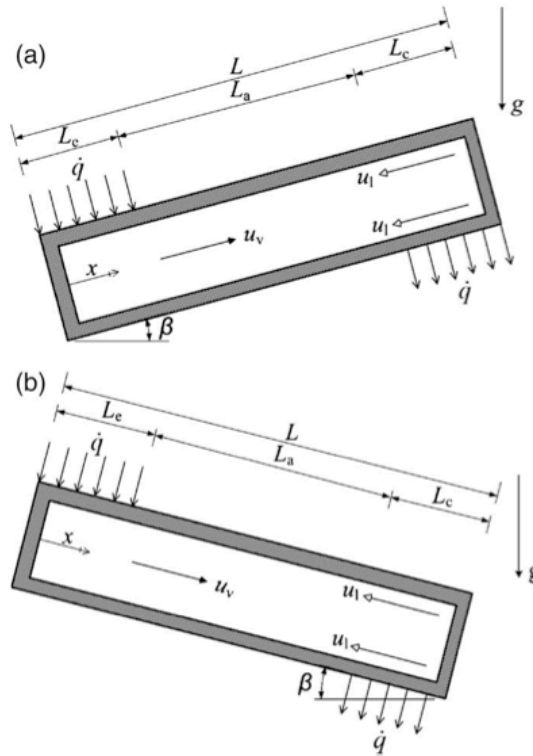 (a)
L
L_c
L_a
L_e
g
q̇
u_l
u_v
u_l
x
q̇
β
(b)
L_e
L
q̇
L_a
L_c
g
x
u_v
u_l
u_l
β
q̇